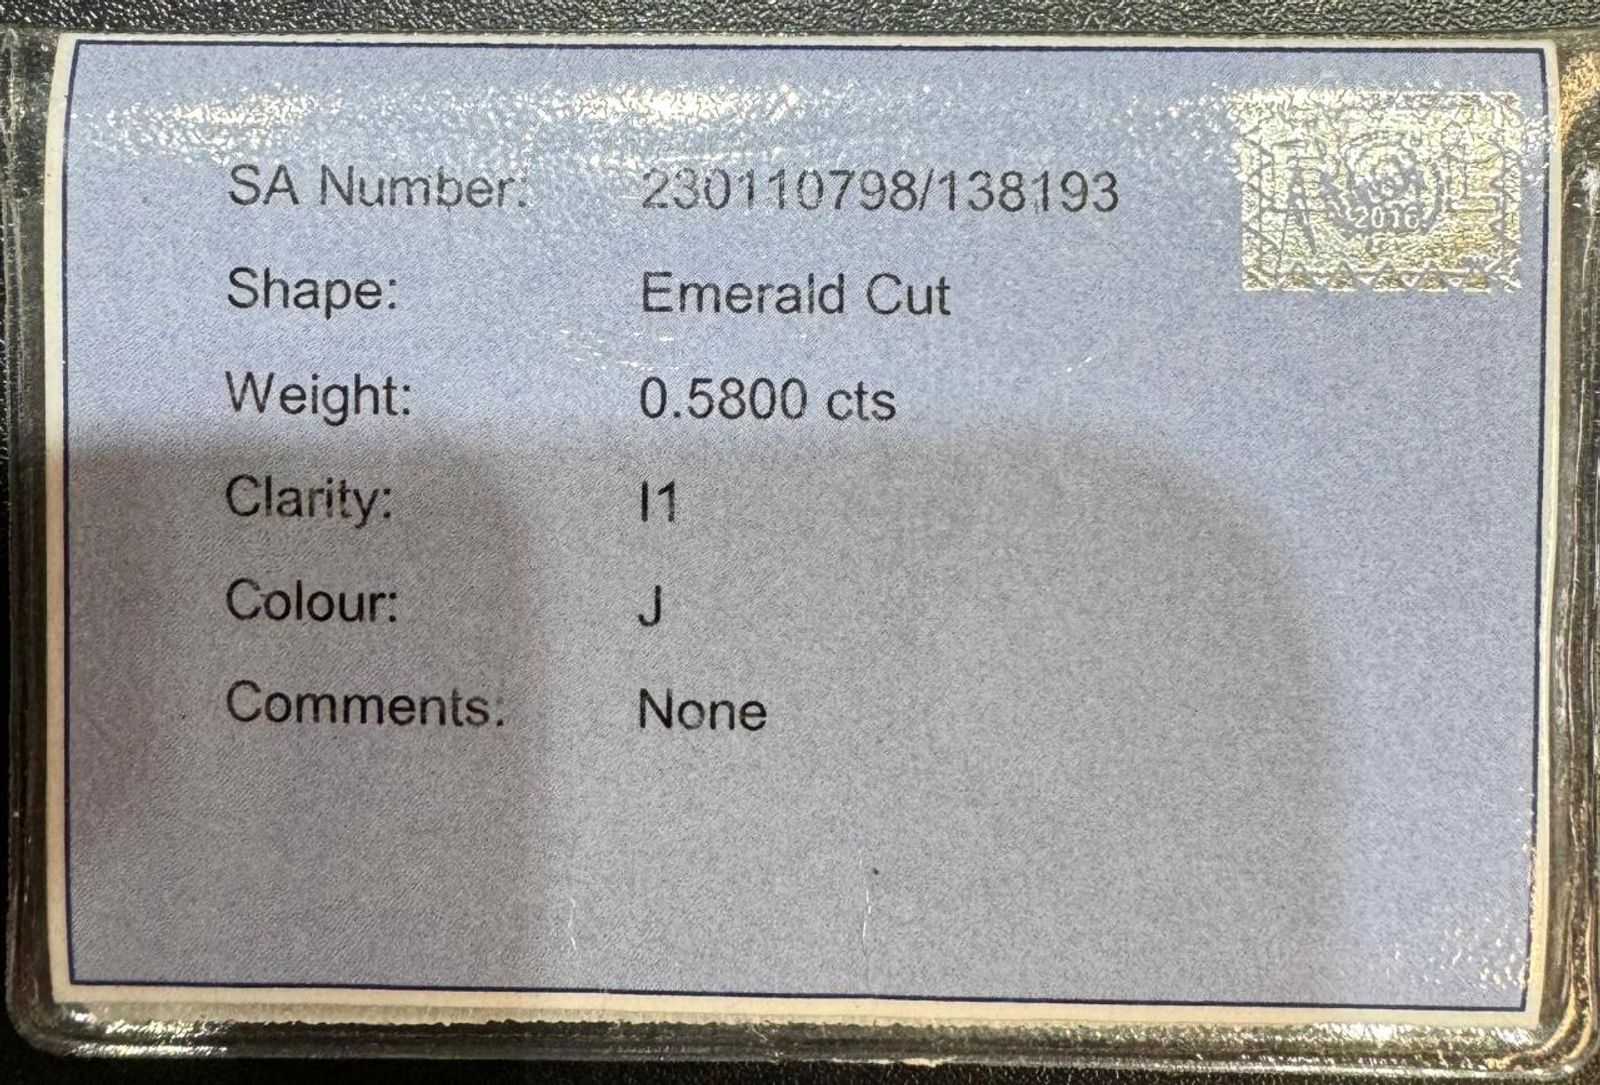 SA Number: 230110798/138193
2016
Shape: Emerald Cut
Weight: 0.5800 cts
Clarity: I1
Colour: J
Comments: None